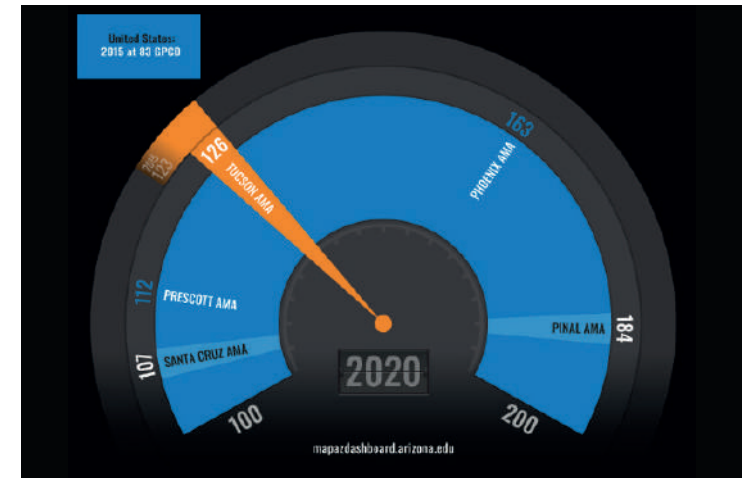 United States:
2015 at 83 GPCD
163
PHOENIX AMA
123
126
TUCSON AMA
112
PRESCOTT AMA
107
SANTA CRUZ AMA
PINAL AMA
184
2020
100
200
mapazdashboard.arizona.edu